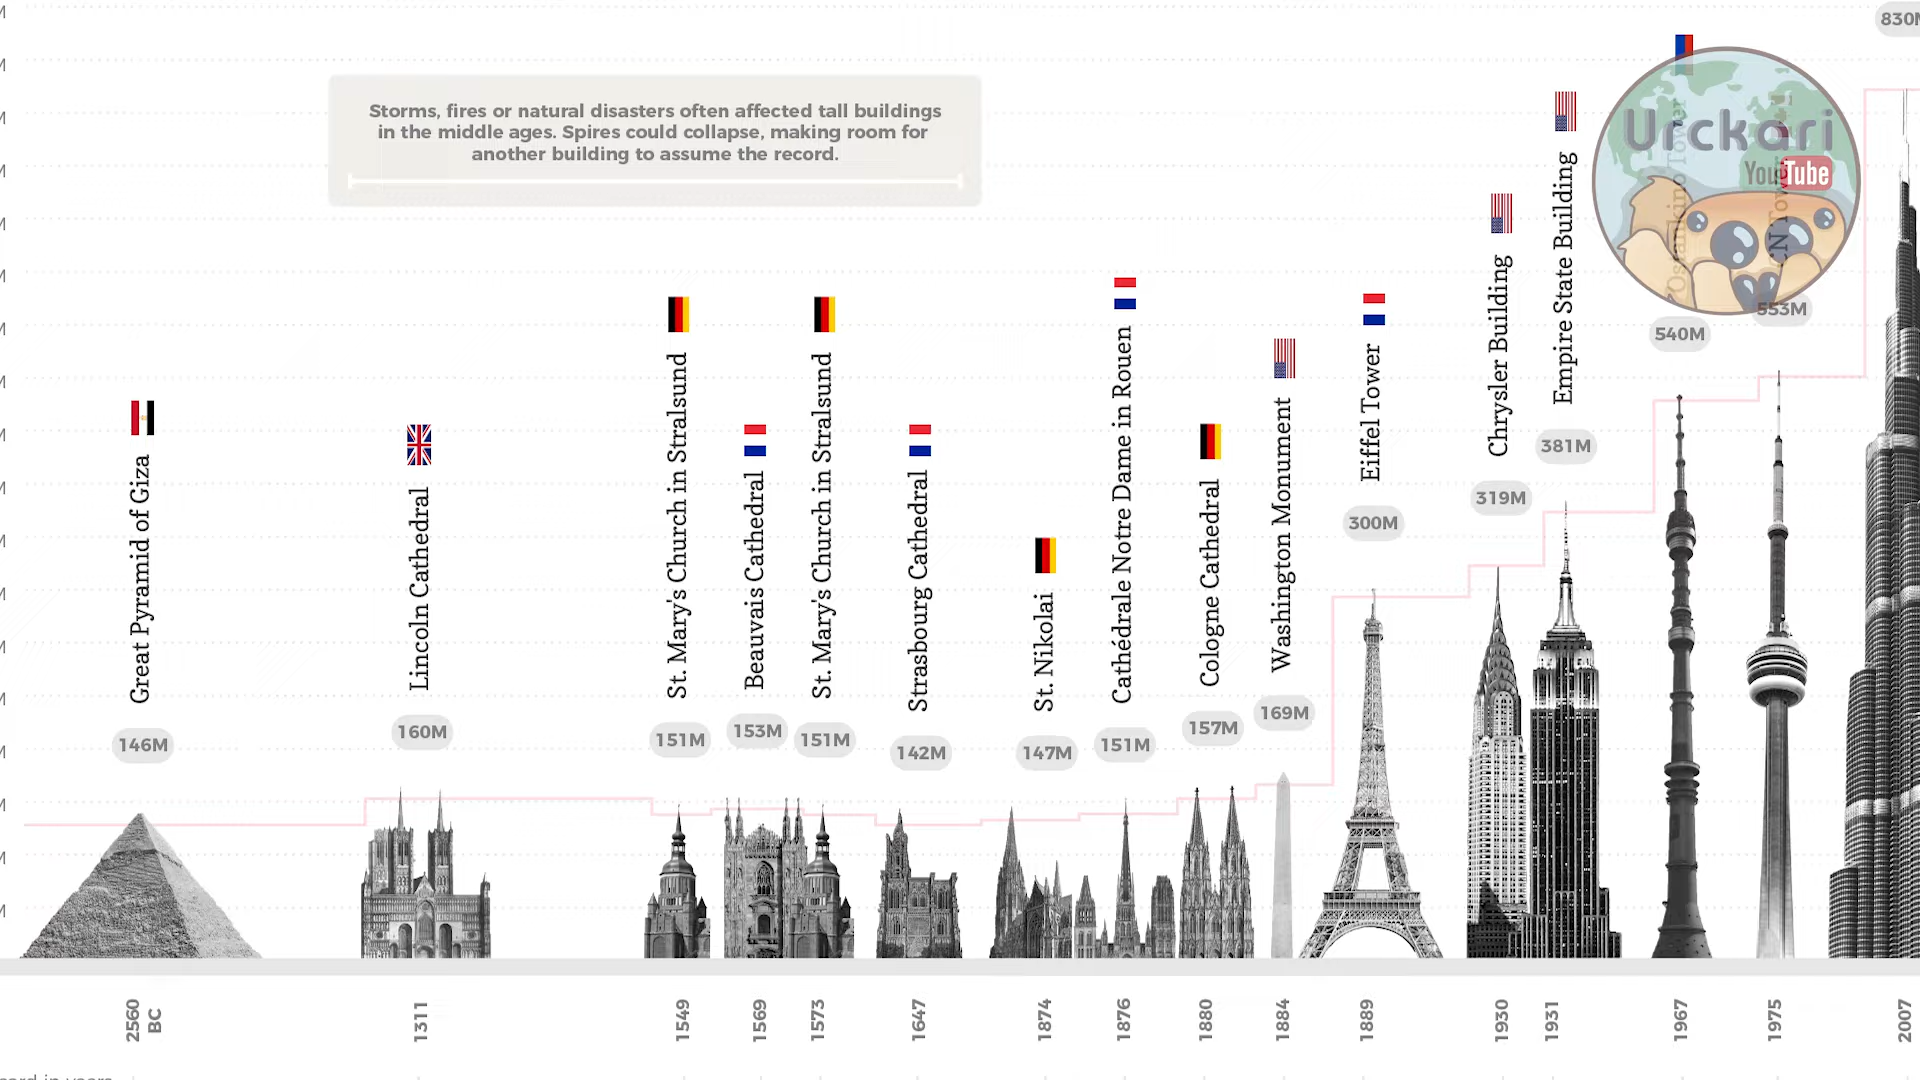 830M
Storms, fires or natural disasters often affected tall buildings
in the middle ages. Spires could collapse, making room for
another building to assume the record.
Urckari
YouTube
Great Pyramid of Giza
146M
Lincoln Cathedral
160M
St. Mary's Church in Stralsund
151M
Beauvais Cathedral
153M
St. Mary's Church in Stralsund
151M
Strasbourg Cathedral
142M
St. Nikolai
147M
Cathédrale Notre Dame in Rouen
151M
Cologne Cathedral
157M
Washington Monument
169M
Eiffel Tower
300M
Chrysler Building
319M
Empire State Building
381M
Ostankino Tower
540M
CN Tower
553M
2560
BC
1311
1549
1569
1573
1647
1874
1876
1880
1884
1889
1930
1931
1967
1975
2007